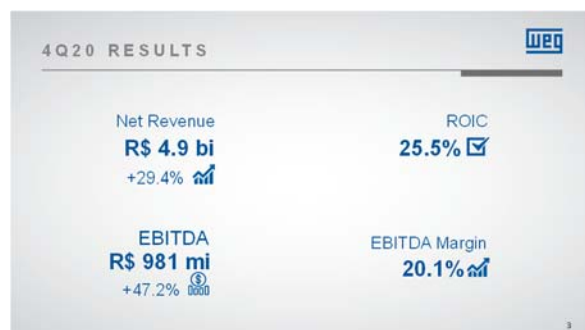 4Q20 RESULTS
WEG
Net Revenue
R$ 4.9 bi
+29.4%
ROIC
25.5%
EBITDA
R$ 981 mi
+47.2%
EBITDA Margin
20.1%
3